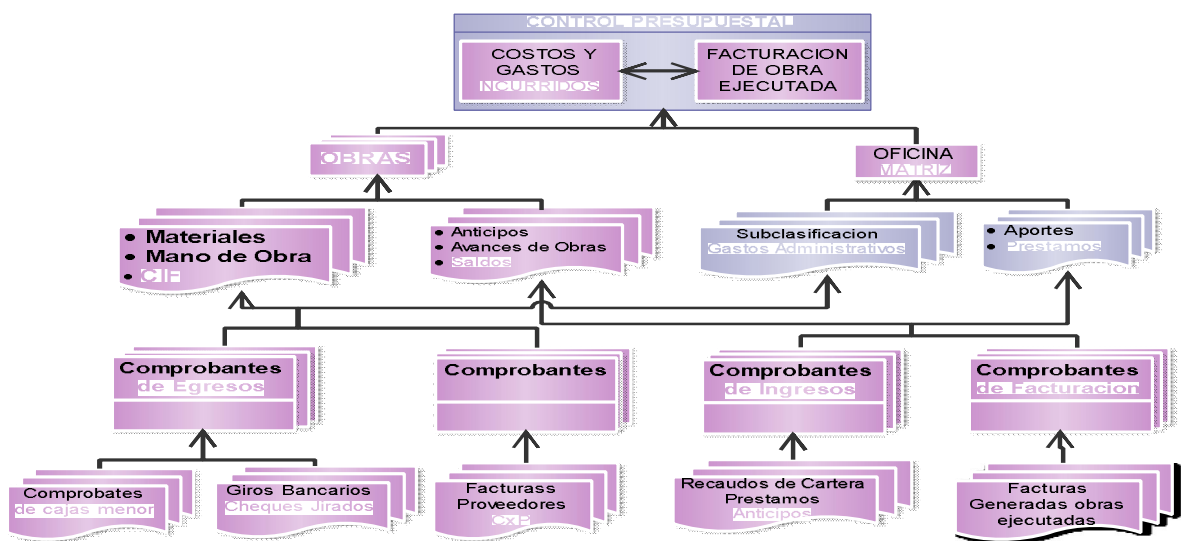 CONTROL PRESUPUESTAL
COSTOS Y
GASTOS
NCURRIDOS
FACTURACION
DE OBRA
EJECUTADA
OBRAS
OFICINA
MATRIZ
• Materiales
• Mano de Obra
• CIF
• Anticipos
• Avances de Obras
• Saldos
Subclasificacion
Gastos Administrativos
• Aportes
• Prestamos
Comprobantes
de Egresos
Comprobantes
Comprobantes
de Ingresos
Comprobantes
de Facturacion
Comprobates
de cajas menor
Giros Bancarios
Cheques Jirados
Facturass
Proveedores
CxP
Recaudos de Cartera
Prestamos
Anticipos
Facturas
Generadas obras
ejecutadas